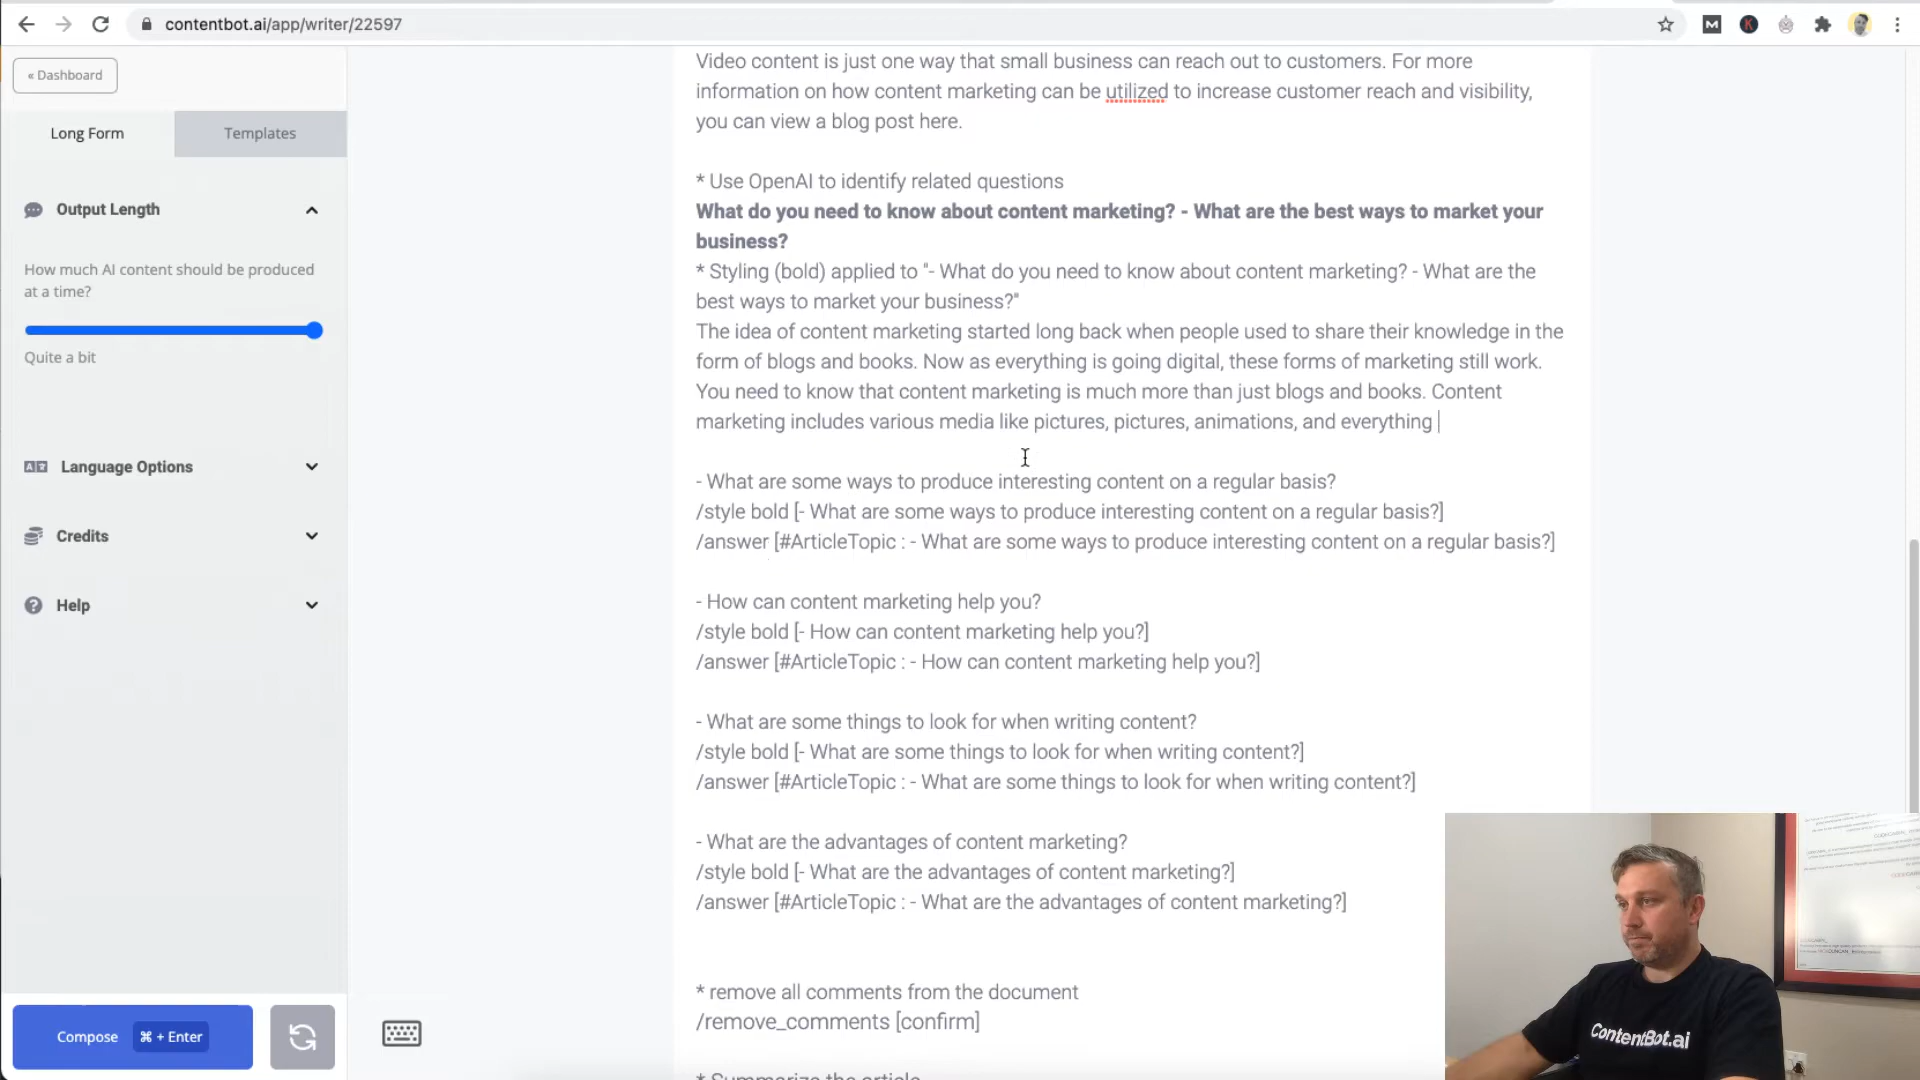 contentbot.ai/app/writer/22597
« Dashboard
Long Form
Templates
Output Length
How much AI content should be produced
at a time?
Quite a bit
Language Options
Credits
Help
Compose ⌘ + Enter
Video content is just one way that small business can reach out to customers. For more
information on how content marketing can be utilized to increase customer reach and visibility,
you can view a blog post here.
* Use OpenAI to identify related questions
What do you need to know about content marketing? - What are the best ways to market your
business?
* Styling (bold) applied to "- What do you need to know about content marketing? - What are the
best ways to market your business?"
The idea of content marketing started long back when people used to share their knowledge in the
form of blogs and books. Now as everything is going digital, these forms of marketing still work.
You need to know that content marketing is much more than just blogs and books. Content
marketing includes various media like pictures, pictures, animations, and everything
- What are some ways to produce interesting content on a regular basis?
/style bold [- What are some ways to produce interesting content on a regular basis?]
/answer [#ArticleTopic : - What are some ways to produce interesting content on a regular basis?]
- How can content marketing help you?
/style bold [- How can content marketing help you?]
/answer [#ArticleTopic : - How can content marketing help you?]
- What are some things to look for when writing content?
/style bold [- What are some things to look for when writing content?]
/answer [#ArticleTopic : - What are some things to look for when writing content?]
- What are the advantages of content marketing?
/style bold [- What are the advantages of content marketing?]
/answer [#ArticleTopic : - What are the advantages of content marketing?]
* remove all comments from the document
/remove_comments [confirm]
* Summarize the article
ContentBot.ai